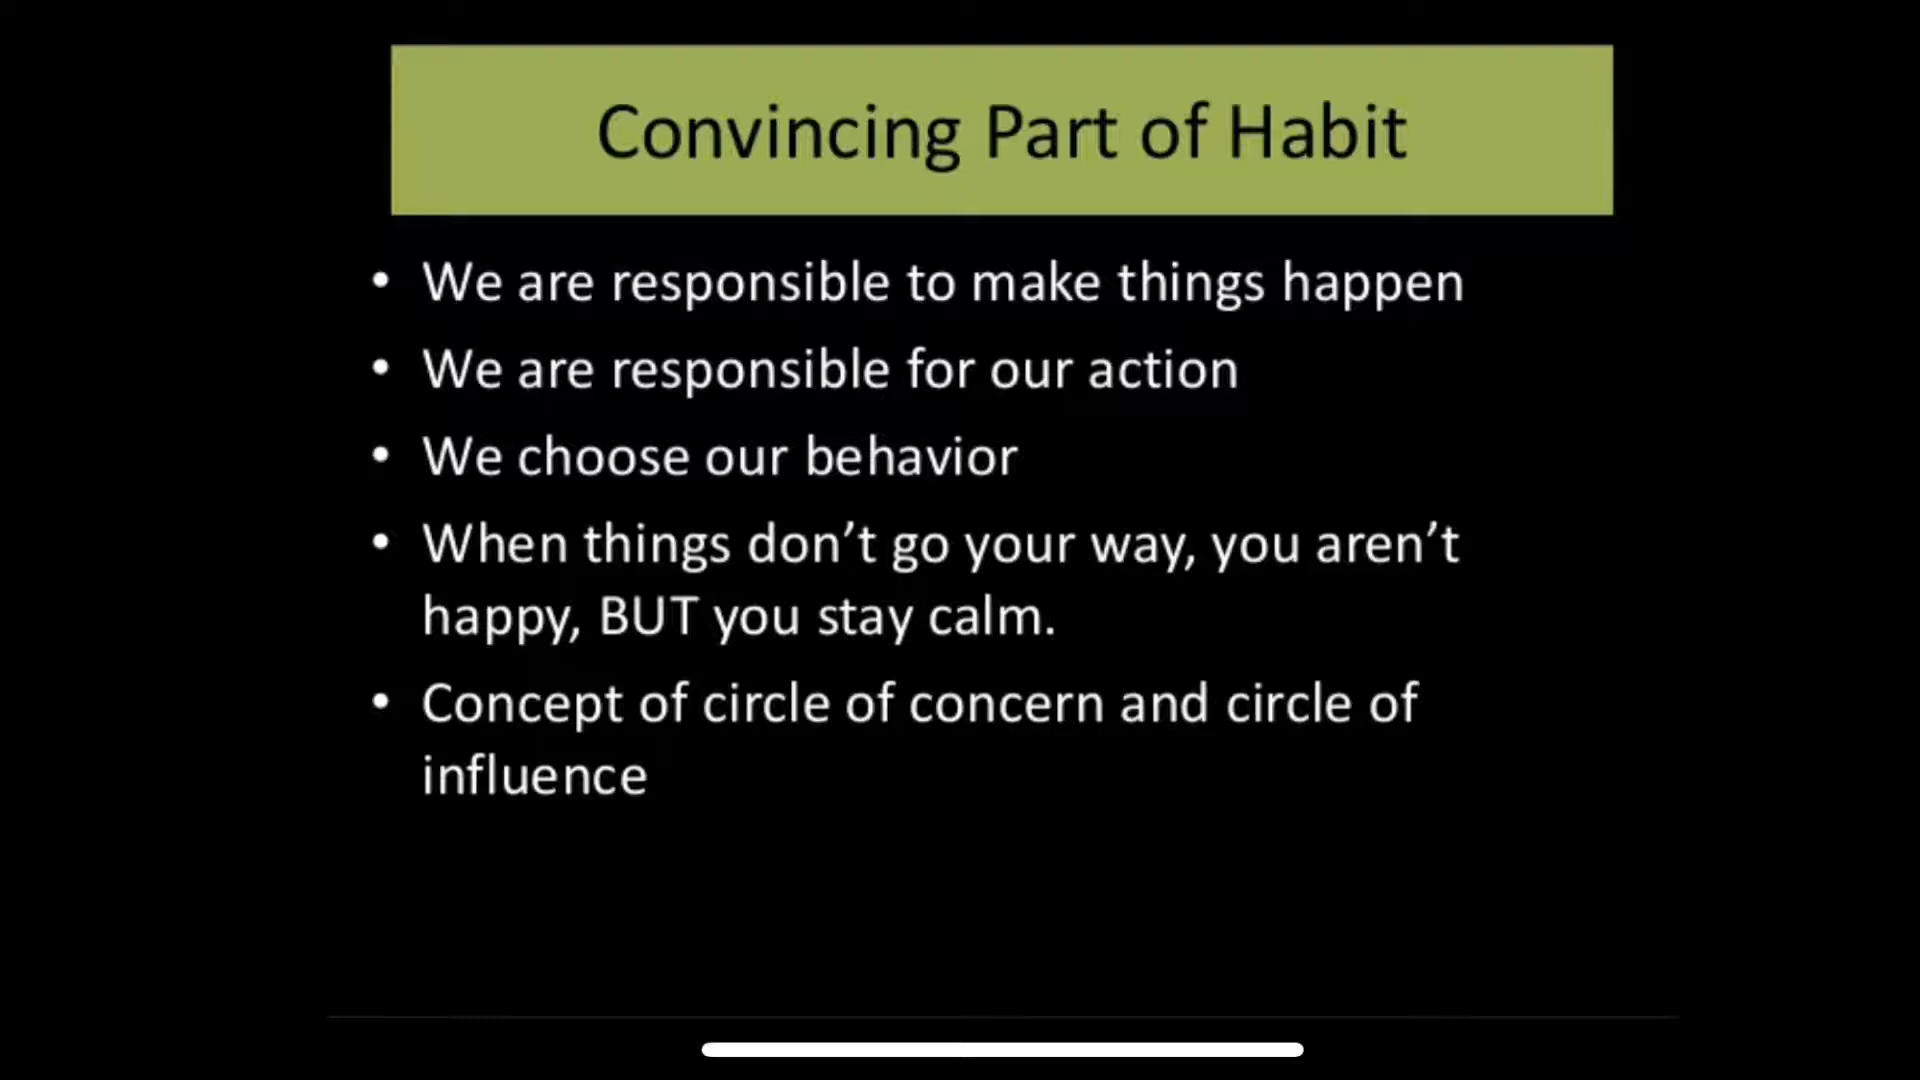 Convincing Part of Habit
• We are responsible to make things happen
• We are responsible for our action
• We choose our behavior
• When things don’t go your way, you aren’t
happy, BUT you stay calm.
• Concept of circle of concern and circle of
influence